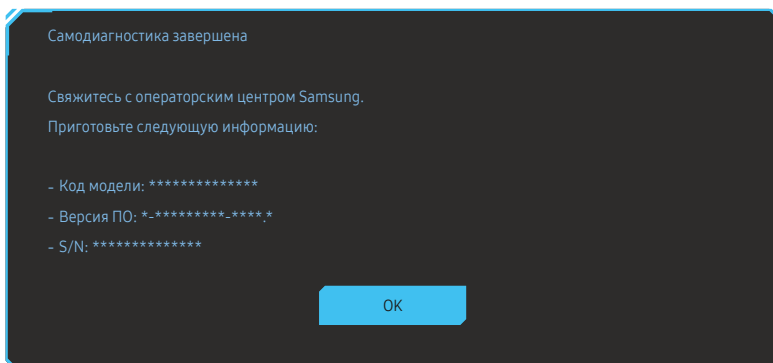 Самодиагностика завершена
Свяжитесь с операторским центром Samsung.
Приготовьте следующую информацию:
- Код модели: **************
- Версия ПО: *-*********-****.*
- S/N: **************
OK